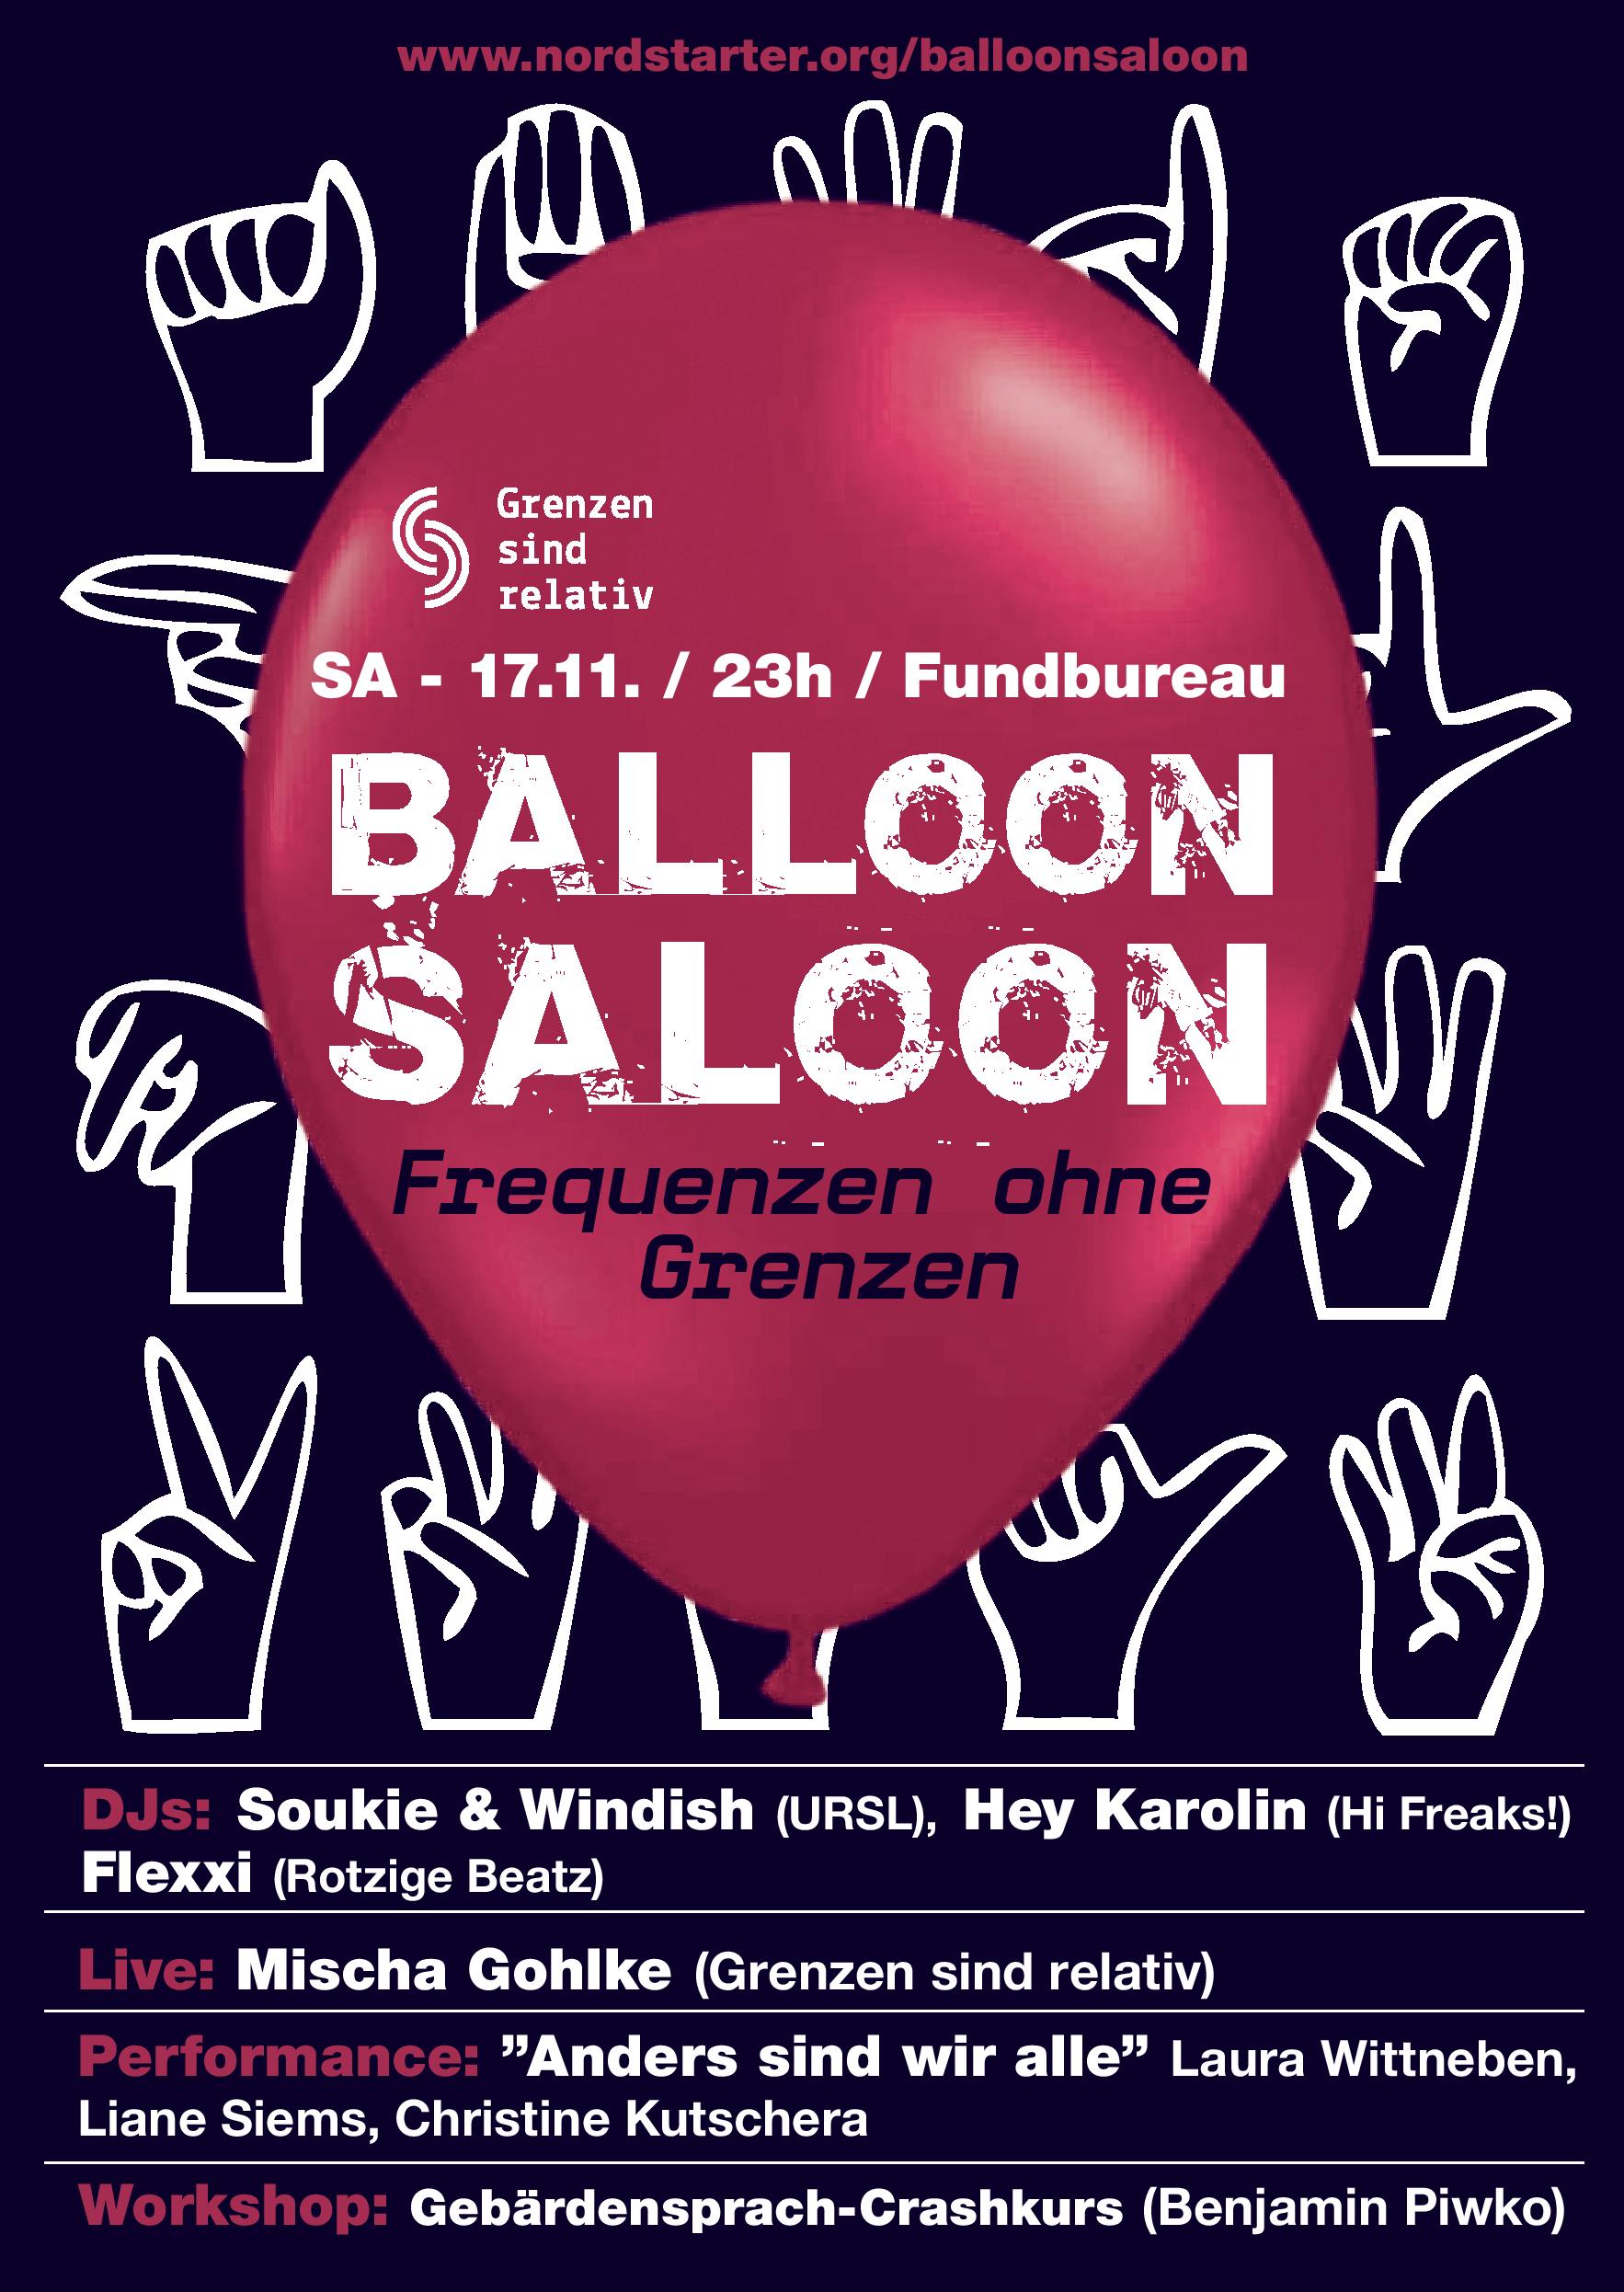 www.nordstarter.org/balloonsaloon
Grenzen
sind
relativ
SA - 17.11. / 23h / Fundbureau
BALLOON
SALOON
Frequenzen ohne
Grenzen
DJs: Soukie & Windish (URSL), Hey Karolin (Hi Freaks!)
Flexxi (Rotzige Beatz)
Live: Mischa Gohlke (Grenzen sind relativ)
Performance: ”Anders sind wir alle” Laura Wittneben,
Liane Siems, Christine Kutschera
Workshop: Gebärdensprach-Crashkurs (Benjamin Piwko)